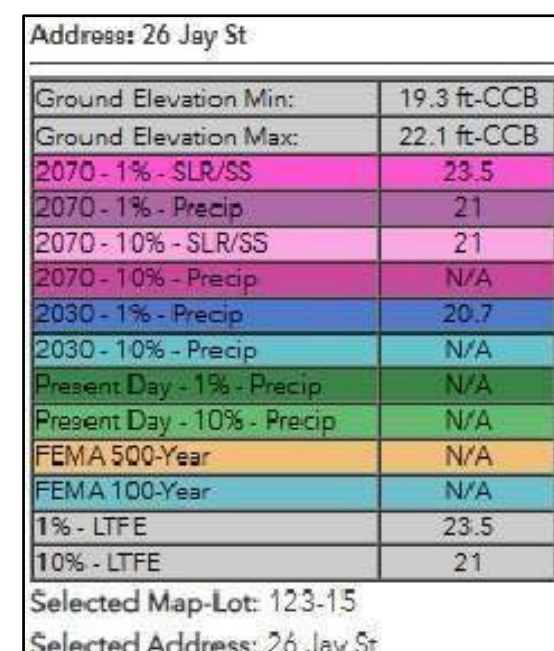 Address: 26 Jay St
Ground Elevation Min: 19.3 ft-CCB
Ground Elevation Max: 22.1 ft-CCB
2070 - 1% - SLR/SS 23.5
2070 - 1% - Precip 21
2070 - 10% - SLR/SS 21
2070 - 10% - Precip N/A
2030 - 1% - Precip 20.7
2030 - 10% - Precip N/A
Present Day - 1% - Precip N/A
Present Day - 10% - Precip N/A
FEMA 500-Year N/A
FEMA 100-Year N/A
1% - LTFE 23.5
10% - LTFE 21
Selected Map-Lot: 123-15
Selected Address: 26 Jay St